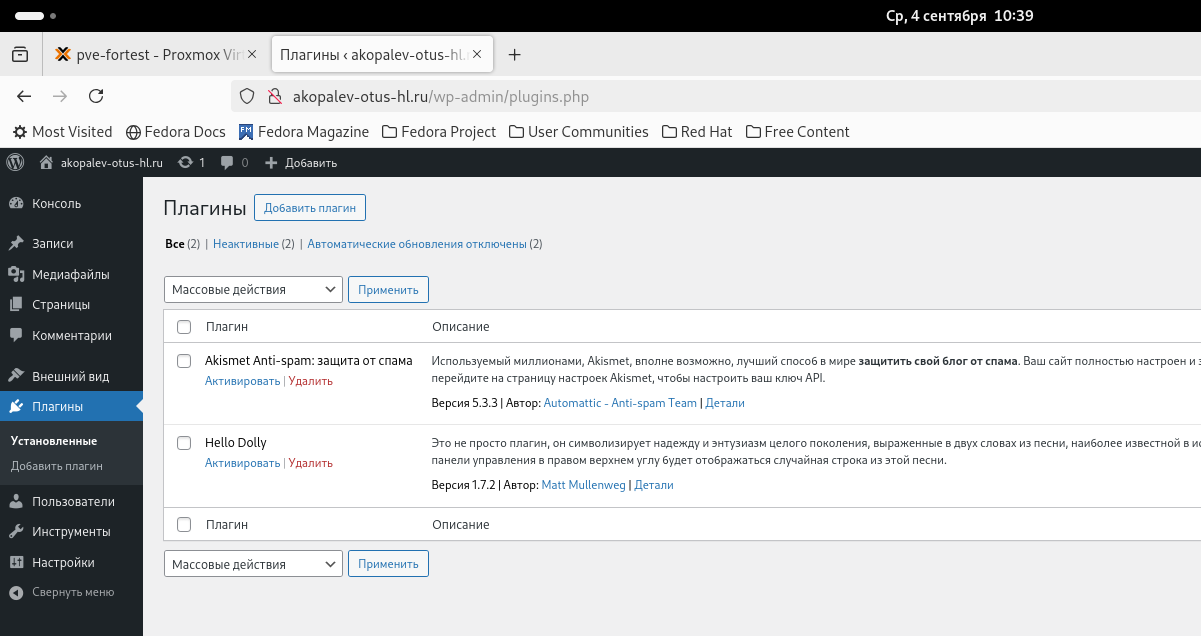 Ср, 4 сентября 10:39
pve-fortest - Proxmox Vir
Плагины ‹ akopalev-otus-hl.
akopalev-otus-hl.ru/wp-admin/plugins.php
Most Visited Fedora Docs Fedora Magazine Fedora Project User Communities Red Hat Free Content
akopalev-otus-hl.ru 1 0 Добавить
Консоль
Записи
Медиафайлы
Страницы
Комментарии
Внешний вид
Плагины
Установленные
Добавить плагин
Пользователи
Инструменты
Настройки
Свернуть меню
Плагины Добавить плагин
Все (2) | Неактивные (2) | Автоматические обновления отключены (2)
Массовые действия Применить
Плагин Описание
Akismet Anti-spam: защита от спама
Активировать | Удалить
Используемый миллионами, Akismet, вполне возможно, лучший способ в мире защитить свой блог от спама. Ваш сайт полностью настроен и
перейдите на страницу настроек Akismet, чтобы настроить ваш ключ API.
Версия 5.3.3 | Автор: Automattic - Anti-spam Team | Детали
Hello Dolly
Активировать | Удалить
Это не просто плагин, он символизирует надежду и энтузиазм целого поколения, выраженные в двух словах из песни, наиболее известной в
панели управления в правом верхнем углу будет отображаться случайная строка из этой песни.
Версия 1.7.2 | Автор: Matt Mullenweg | Детали
Плагин Описание
Массовые действия Применить